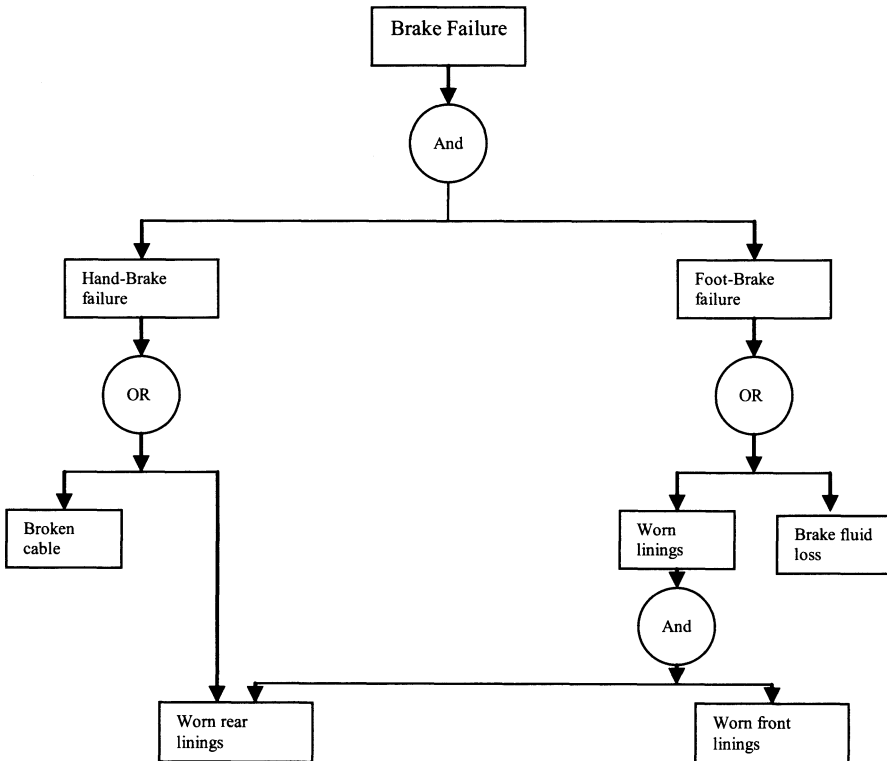 Brake Failure
And
Hand-Brake
failure
Foot-Brake
failure
OR
OR
Broken
cable
Worn
linings
Brake fluid
loss
And
Worn rear
linings
Worn front
linings